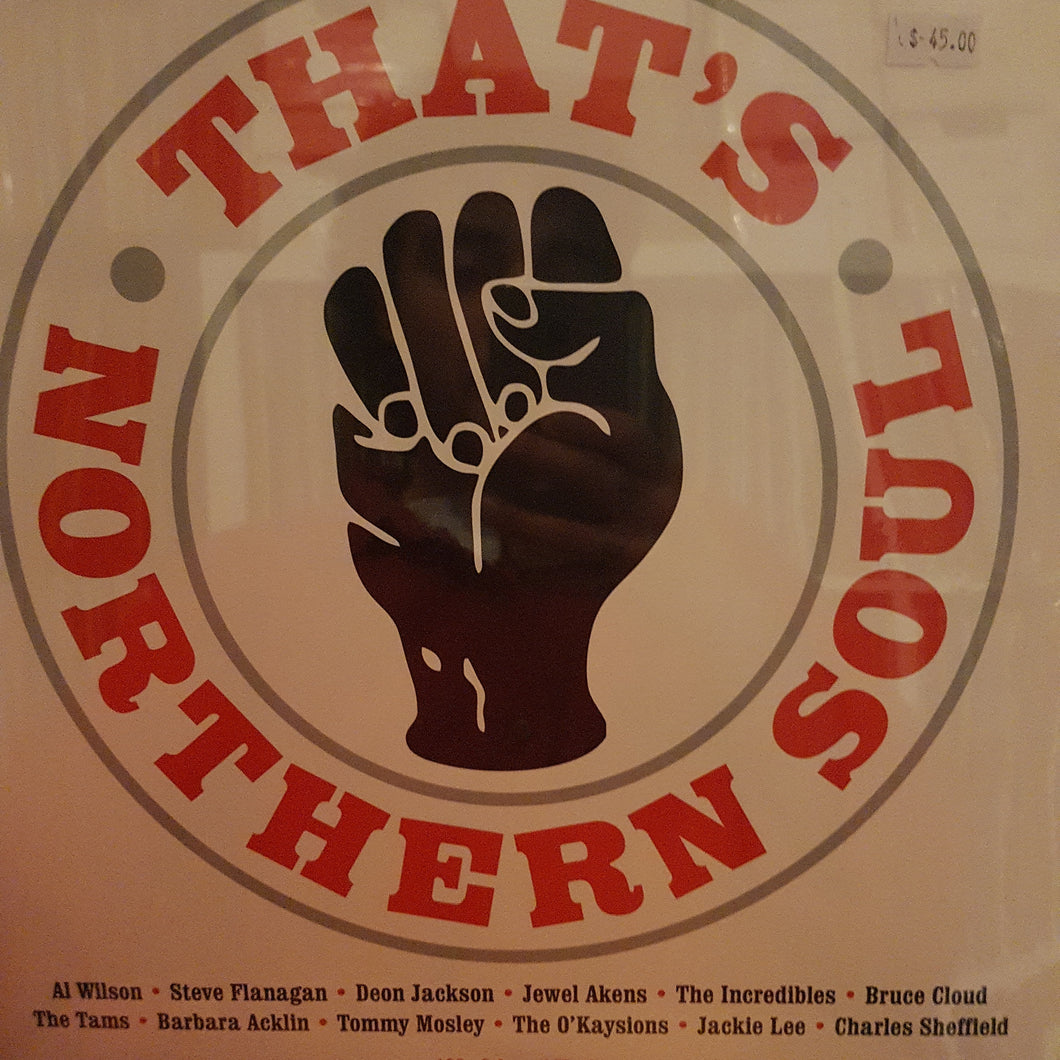 $ 45.00
THAT'S
NORTHERN SOUL
Al Wilson • Steve Flanagan • Deon Jackson • Jewel Akens • The Incredibles • Bruce Cloud
The Tams • Barbara Acklin • Tommy Mosley • The O'Kaysions • Jackie Lee • Charles Sheffield